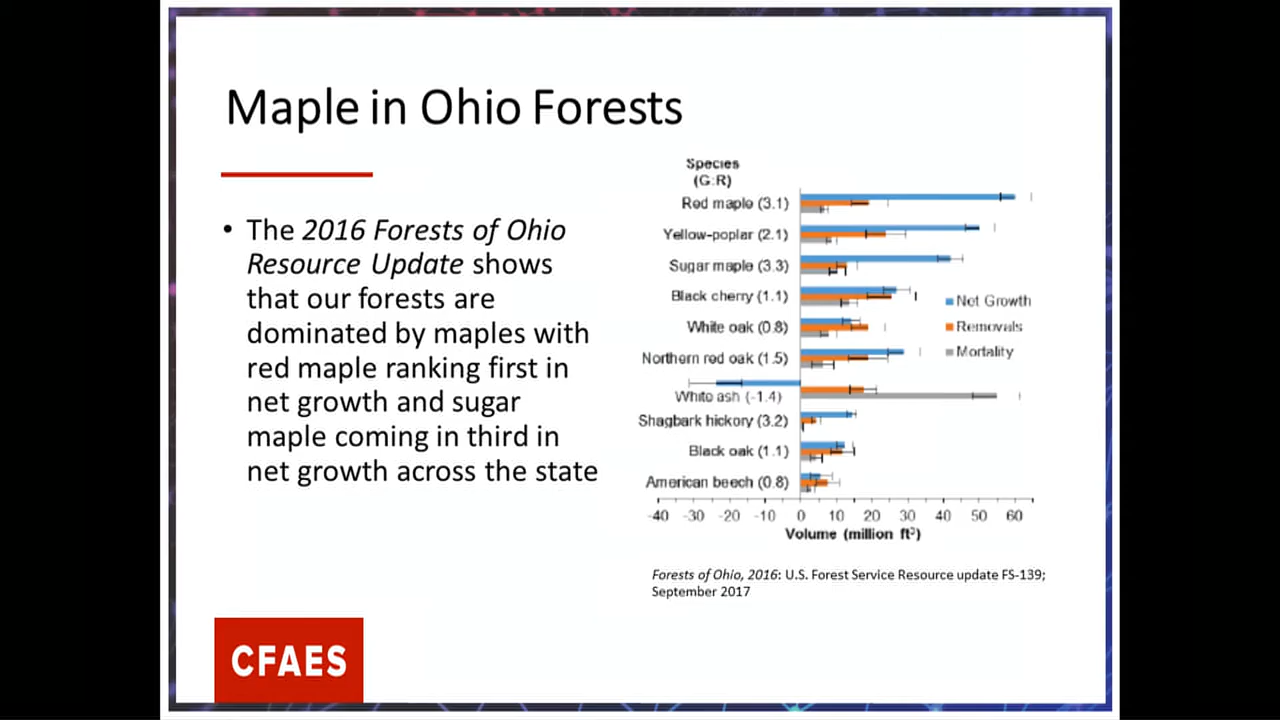 Maple in Ohio Forests
• The 2016 Forests of Ohio
Resource Update shows
that our forests are
dominated by maples with
red maple ranking first in
net growth and sugar
maple coming in third in
net growth across the state
Species
(G:R)
Red maple (3.1)
Yellow-poplar (2.1)
Sugar maple (3.3)
Black cherry (1.1)
White oak (0.8)
Northern red oak (1.5)
White ash (-1.4)
Shagbark hickory (3.2)
Black oak (1.1)
American beech (0.8)
Net Growth
Removals
Mortality
-40 -30 -20 -10 0 10 20 30 40 50 60
Volume (million ft³)
Forests of Ohio, 2016: U.S. Forest Service Resource update FS-139;
September 2017
CFAES